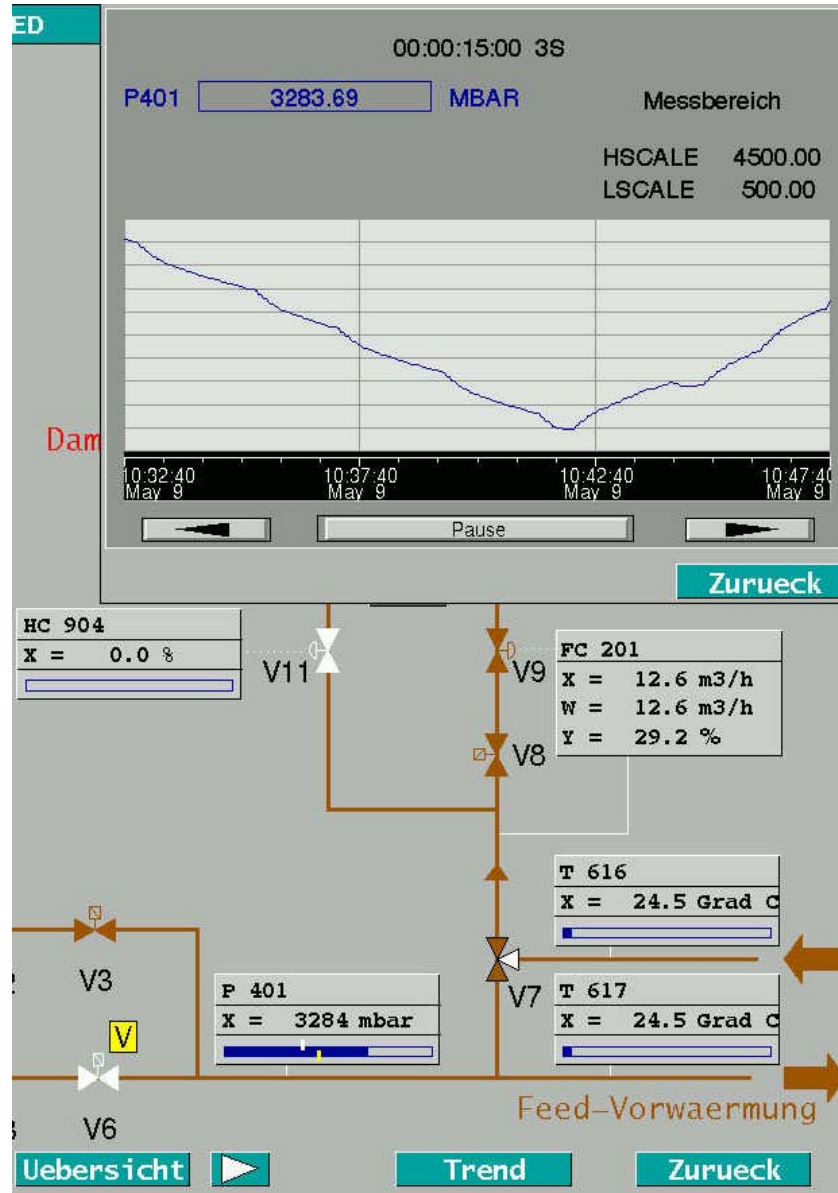 ED
00:00:15:00 3S
P401 3283.69 MBAR Messbereich
HSCALE 4500.00
LSCALE 500.00
Dam
10:32:40 10:37:40 10:42:40 10:47:40
May 9 May 9 May 9 May 9
Pause
Zurueck
HC 904
X = 0.0 %
V11
V9
FC 201
X = 12.6 m3/h
W = 12.6 m3/h
Y = 29.2 %
V8
T 616
X = 24.5 Grad C
V3
V7
P 401
X = 3284 mbar
T 617
X = 24.5 Grad C
V
V6
Feed-Vorwaermung
Uebersicht Trend Zurueck